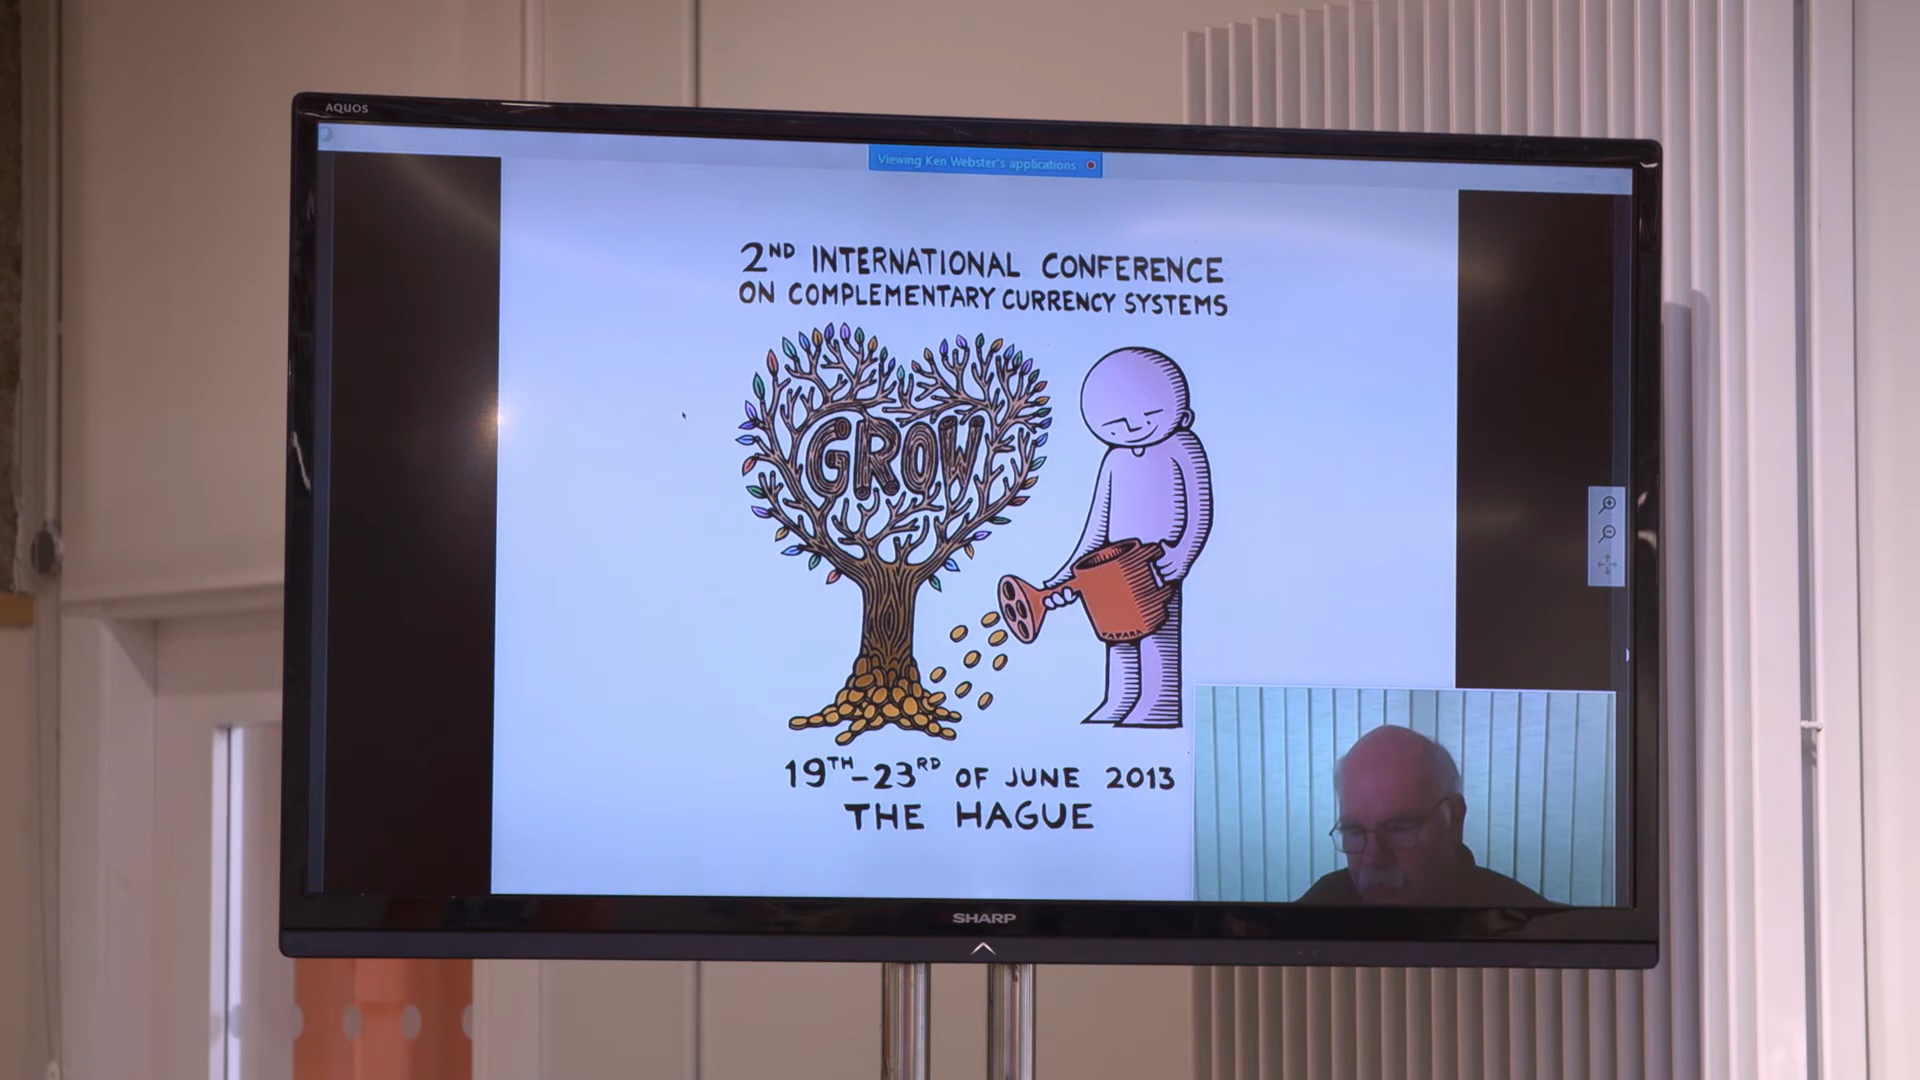 AQUOS
Viewing Ken Webster's applications
2ND INTERNATIONAL CONFERENCE
ON COMPLEMENTARY CURRENCY SYSTEMS
GROW
19TH-23RD OF JUNE 2013
THE HAGUE
SHARP